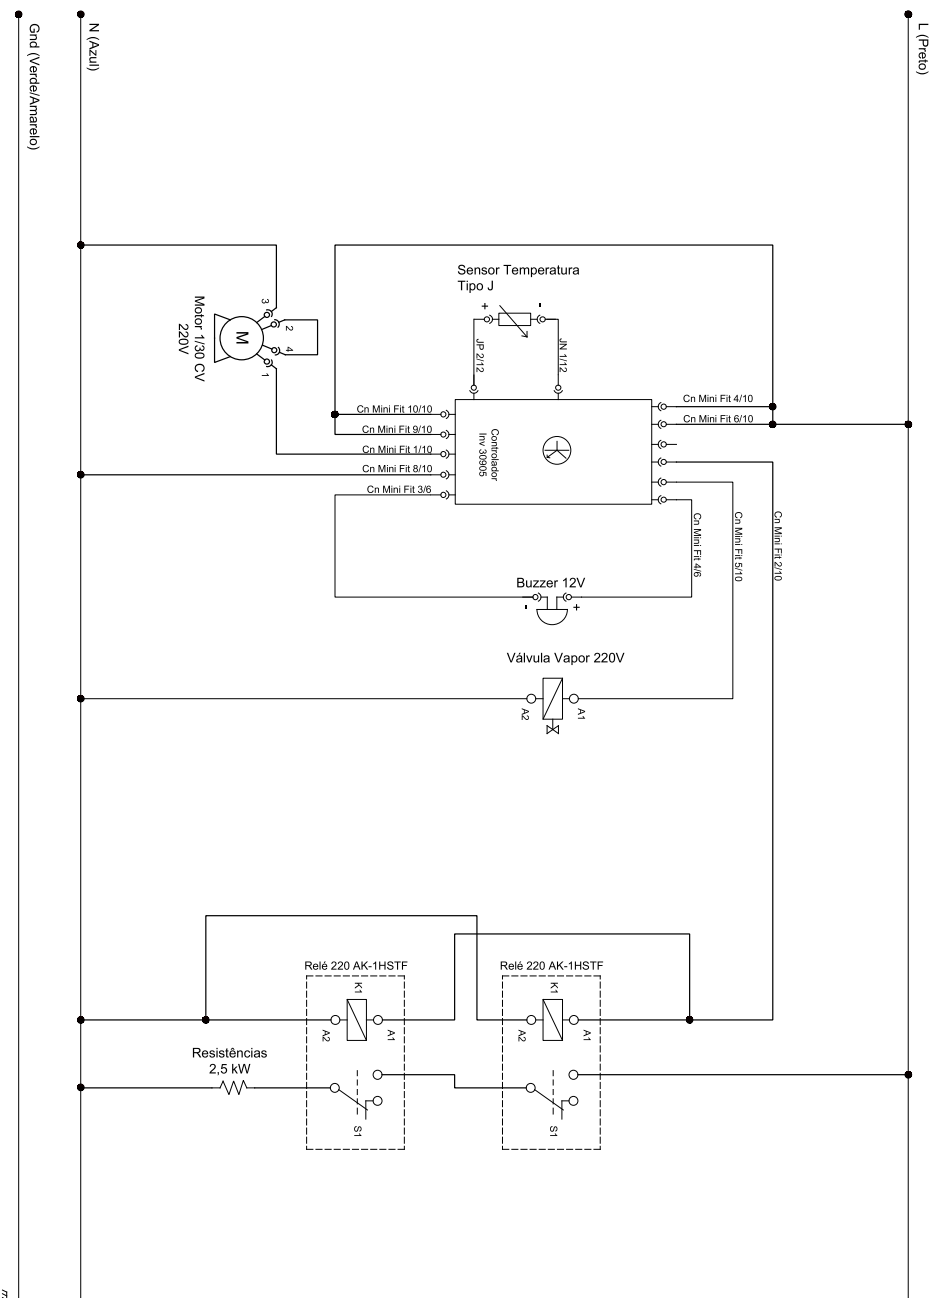 Gnd (Verde/Amarelo)
N (Azul)
L (Preto)
Sensor Temperatura
Tipo J
+
-
JP 2/12
JN 1/12
3
2
4
1
M
Motor 1/30 CV
220V
Cn Mini Fit 10/10
Cn Mini Fit 9/10
Cn Mini Fit 1/10
Cn Mini Fit 8/10
Cn Mini Fit 3/6
Controlador
Inv 30905
Cn Mini Fit 4/10
Cn Mini Fit 6/10
Cn Mini Fit 4/6
Cn Mini Fit 5/10
Cn Mini Fit 2/10
Buzzer 12V
-
+
Válvula Vapor 220V
A2
A1
Relé 220 AK-1HSTF
K1
A2
A1
S1
Relé 220 AK-1HSTF
K1
A2
A1
S1
Resistências
2,5 kW